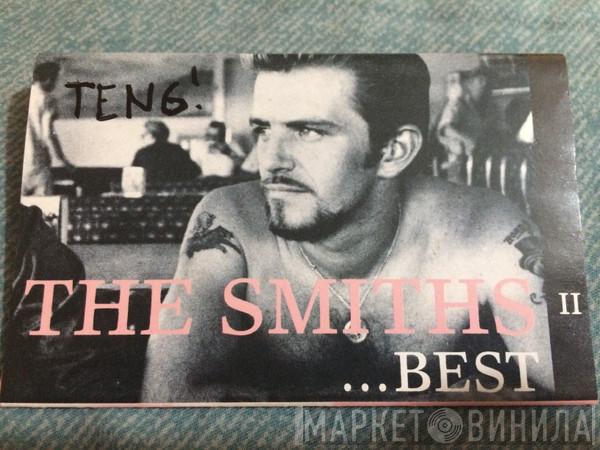 TENG!
THE SMITHS
II
...BEST
МАРКЕТ ВИНИЛА